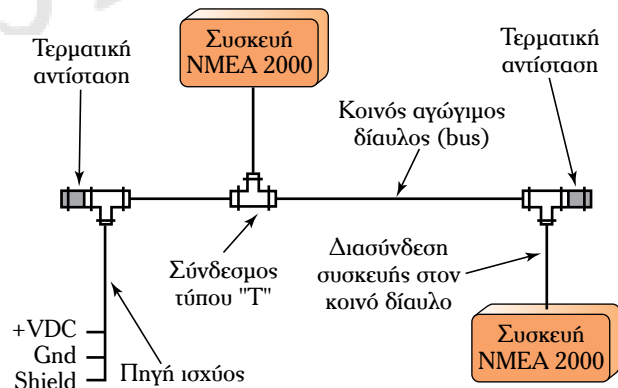 Τερματική
αντίσταση
Συσκευή
NMEA 2000
Τερματική
αντίσταση
Κοινός αγώγιμος
δίαυλος (bus)
Σύνδεσμος
τύπου "Τ"
Διασύνδεση
συσκευής στον
κοινό δίαυλο
+VDC
Gnd
Shield
Πηγή ισχύος
Συσκευή
NMEA 2000